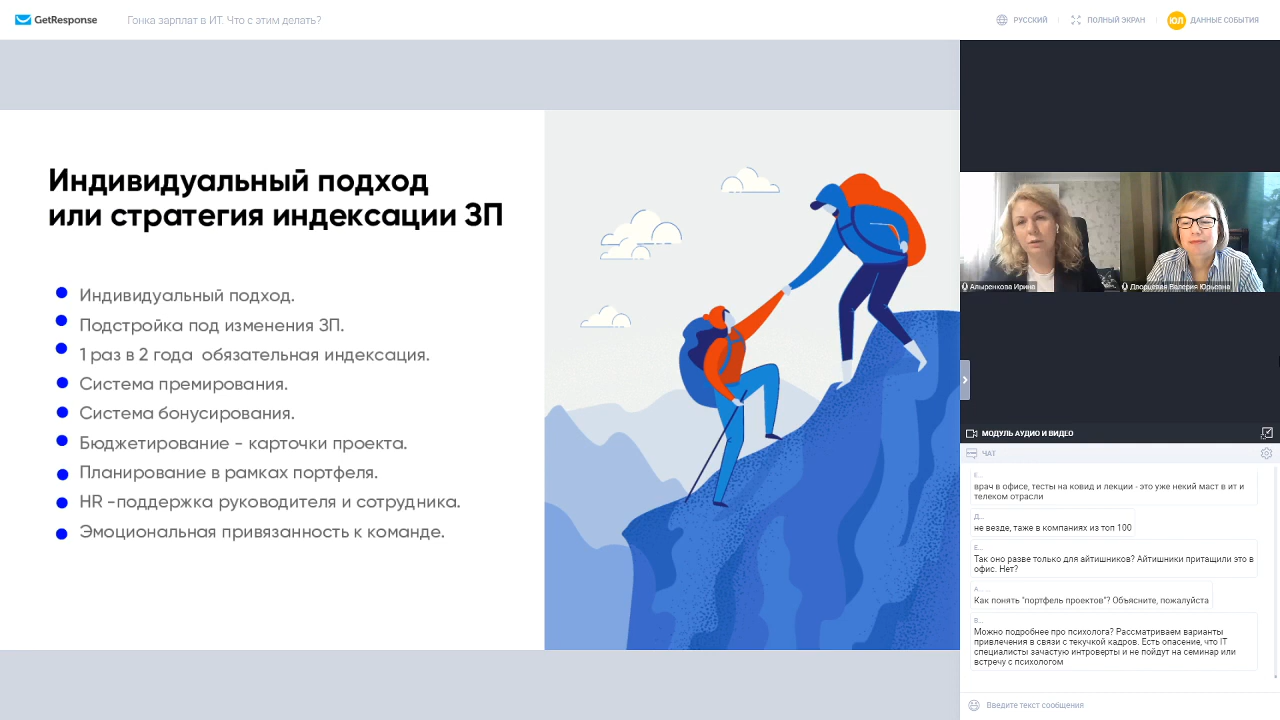 GetResponse
Гонка зарплат в ИТ. Что с этим делать?
РУССКИЙ
ПОЛНЫЙ ЭКРАН
ЮЛ
ДАННЫЕ СОБЫТИЯ
Индивидуальный подход
или стратегия индексации ЗП
Индивидуальный подход.
Подстройка под изменения ЗП.
1 раз в 2 года обязательная индексация.
Система премирования.
Система бонусирования.
Бюджетирование - карточки проекта.
Планирование в рамках портфеля.
HR -поддержка руководителя и сотрудника.
Эмоциональная привязанность к команде.
Алыренкова Ирина
Дворцевая Валерия Юрьевна
МОДУЛЬ АУДИО И ВИДЕО
ЧАТ
Е...
врач в офисе, тесты на ковид и лекции - это уже некий маст в ит и
телеком отрасли
Д...
не везде, таже в компаниях из топ 100
Е...
Так оно разве только для айтишников? Айтишники притащили это в
офис. Нет?
А...
Как понять "портфель проектов"? Объясните, пожалуйста
В...
Можно подробнее про психолога? Рассматриваем варианты
привлечения в связи с текучкой кадров. Есть опасение, что IT
специалисты зачастую интроверты и не пойдут на семинар или
встречу с психологом
Введите текст сообщения